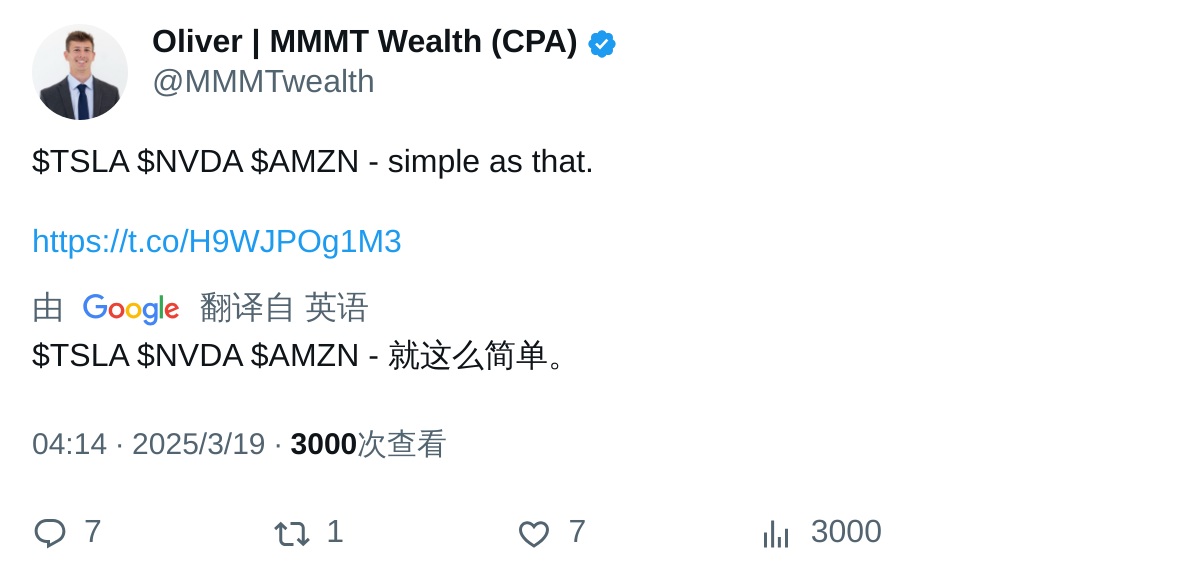 Oliver | MMMT Wealth (CPA)
@MMMTwealth
$TSLA $NVDA $AMZN - simple as that.
https://t.co/H9WJPOg1M3
由 Google 翻译自 英语
$TSLA $NVDA $AMZN - 就这么简单。
04:14 · 2025/3/19 · 3000次查看
7 1 7 3000